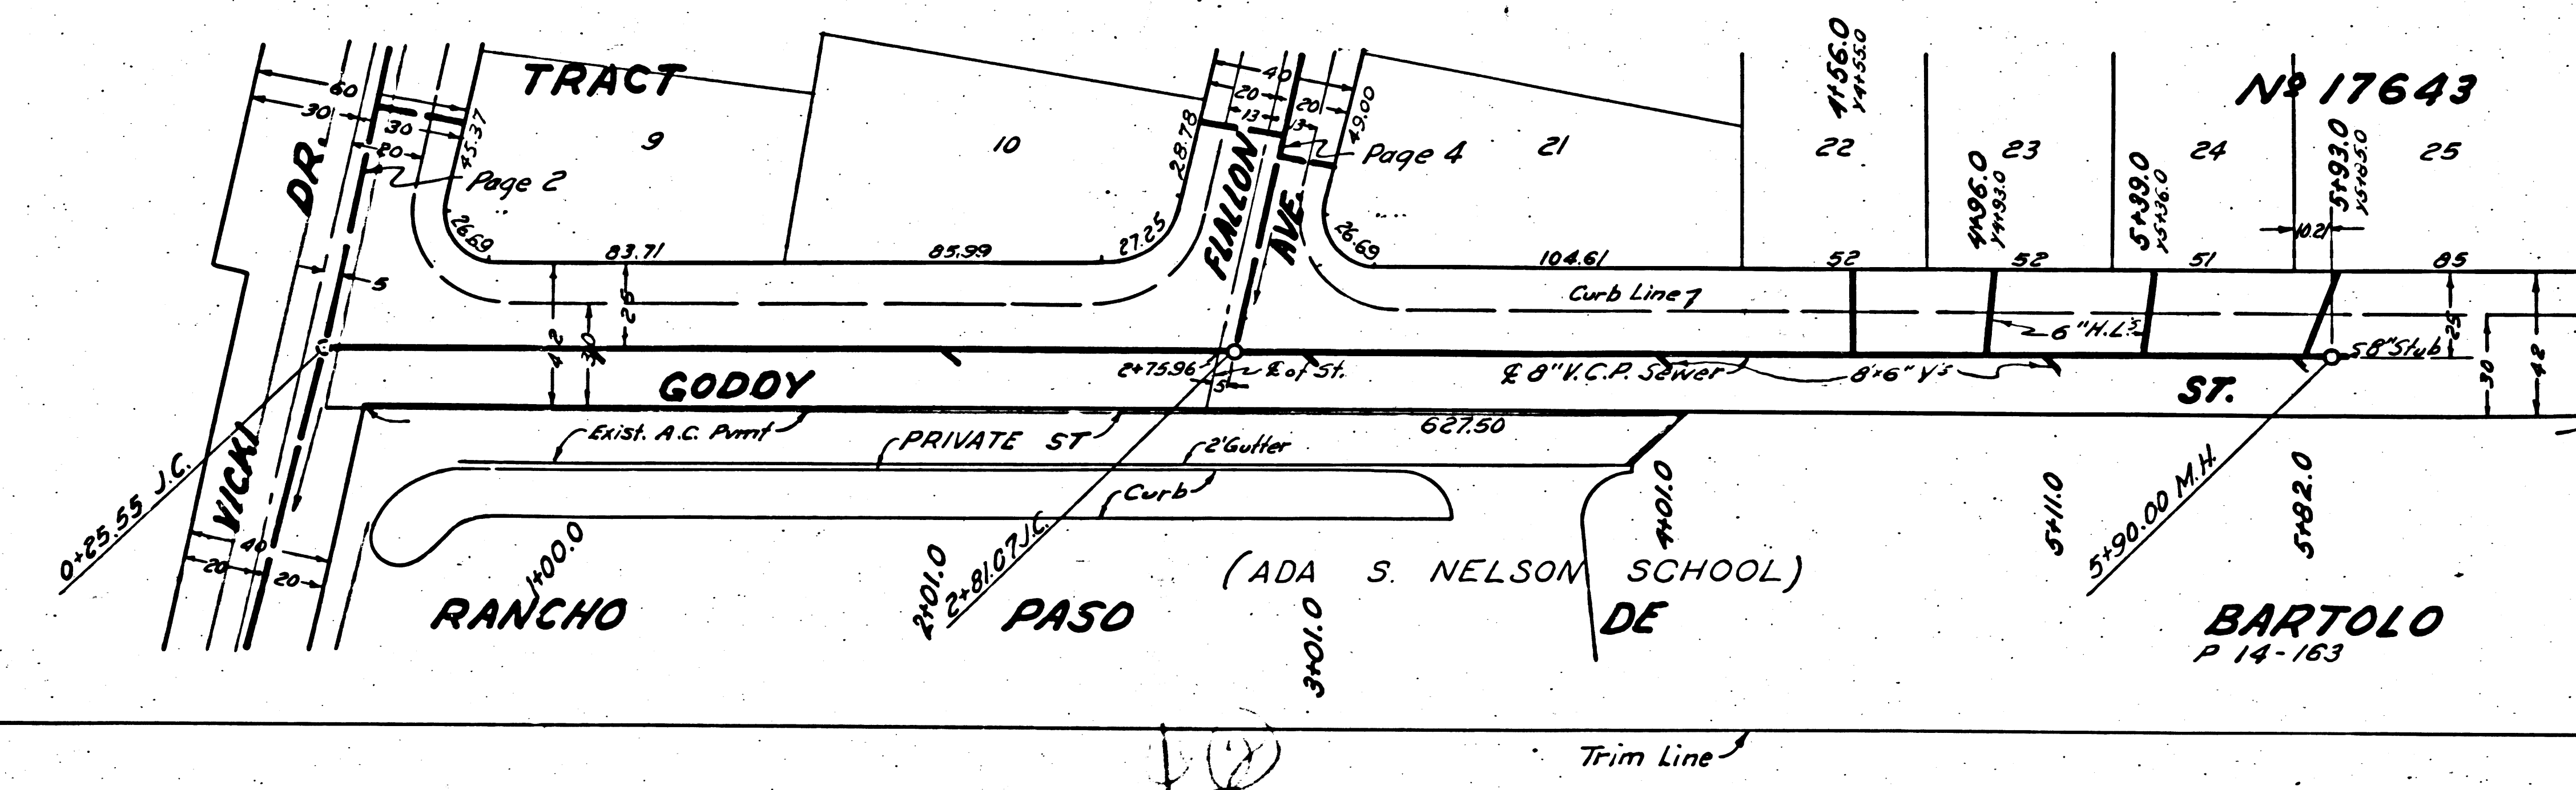 TRACT
Nº 17643
60
30
30
20
45.37
Page 2
9
10
28.78
40
20
20
13
13
49.00
Page 4
21
22
23
24
25
4+56.0
Y4+55.0
4+96.0
Y4+93.0
5+39.0
Y5+36.0
5+93.0
Y5+85.0
10.21
DR.
FLALLON
AVE.
26.69
83.71
85.99
27.25
26.69
104.61
52
52
51
85
5
42
30
25
Curb Line
6" H.L.'s
25
30
42
GODDY
ST.
2+75.96
5
℄ of St.
℄ 8" V.C.P. Sewer
8"x6" Y's
8" Stub
627.50
Exist. A.C. Pvmt
PRIVATE ST
2' Gutter
Curb
VICKI
0+25.55 J.C.
40
20
20
1+00.0
2+01.0
2+81.07 J.C.
3+01.0
4+01.0
5+11.0
5+90.00 M.H.
5+82.0
(ADA S. NELSON SCHOOL)
RANCHO PASO DE BARTOLO
P 14-163
Trim Line